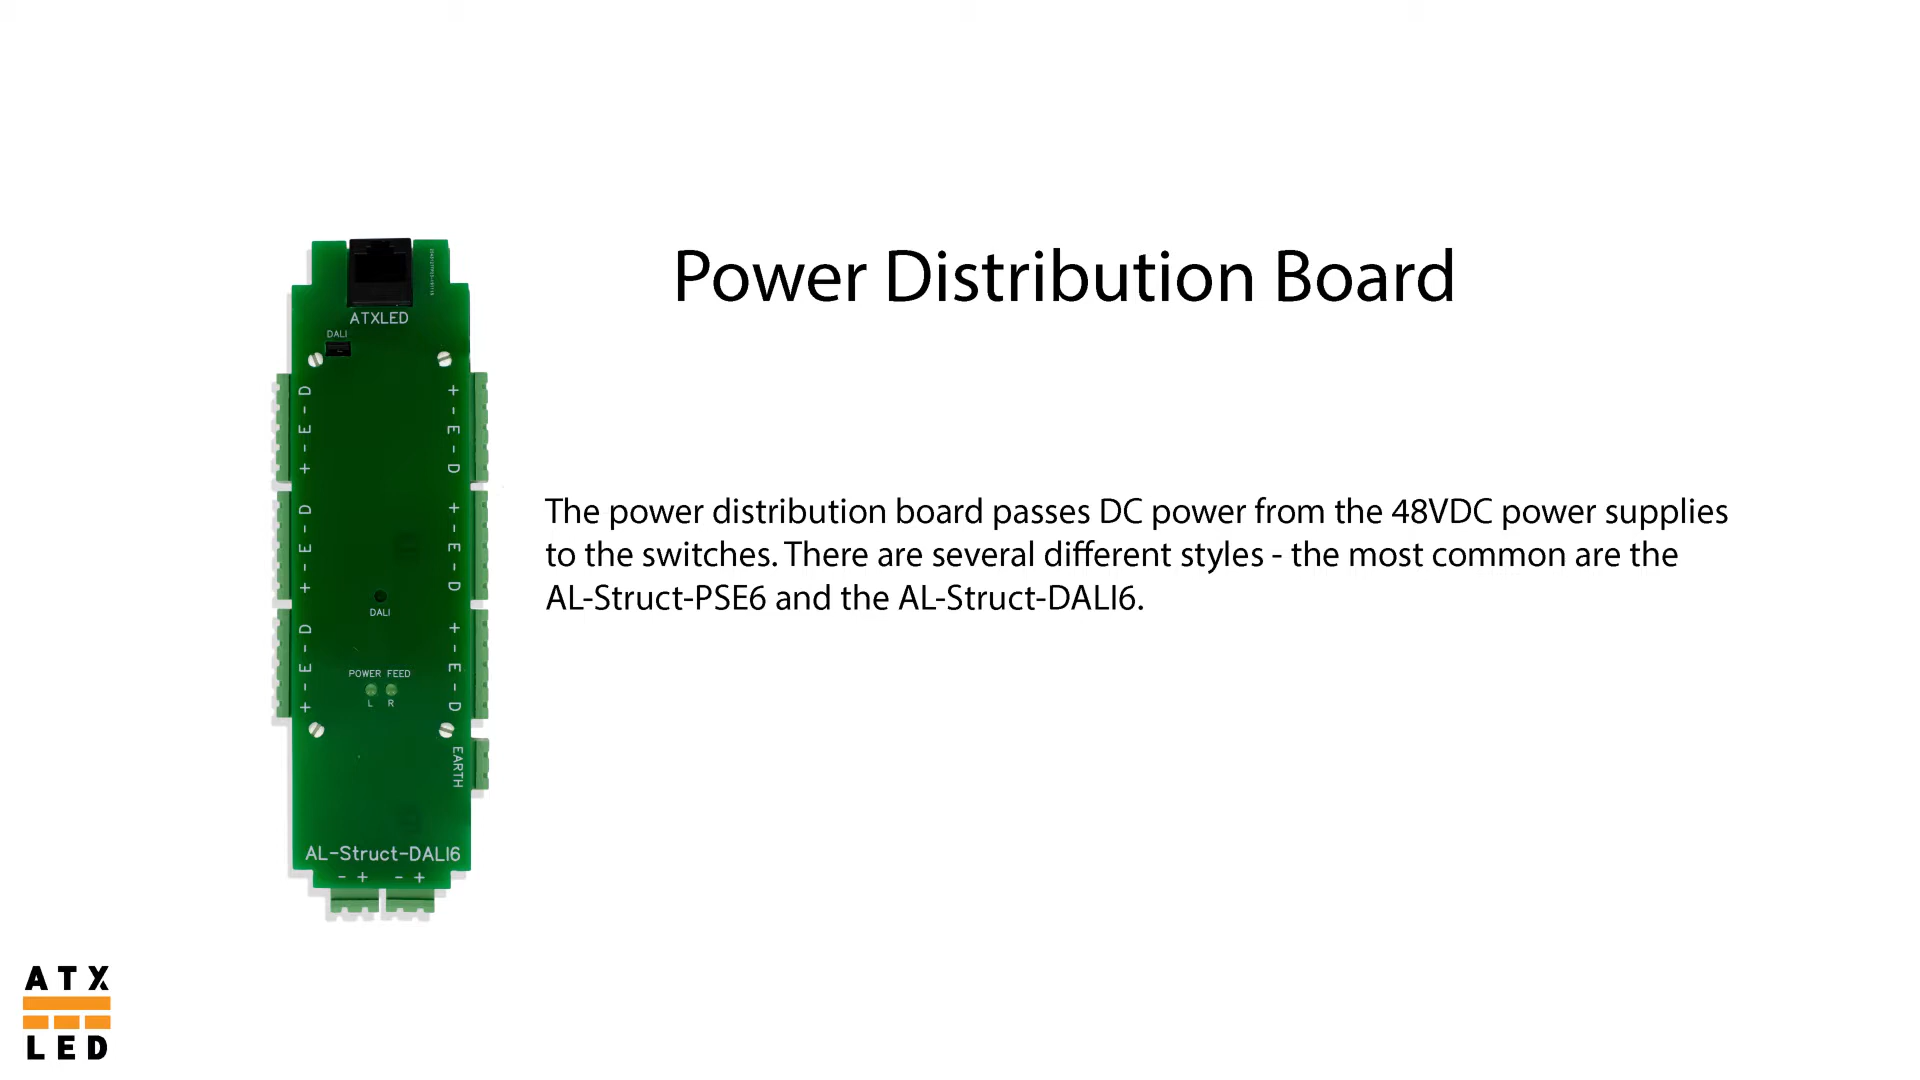 Power Distribution Board
The power distribution board passes DC power from the 48VDC power supplies
to the switches. There are several different styles - the most common are the
AL-Struct-PSE6 and the AL-Struct-DALI6.
ATXLED
DALI
+ - E - D
+ - E - D
+ - E - D
+ - E - D
+ - E - D
+ - E - D
DALI
POWER FEED
L R
EARTH
AL-Struct-DALI6
- + - +
ATX
LED